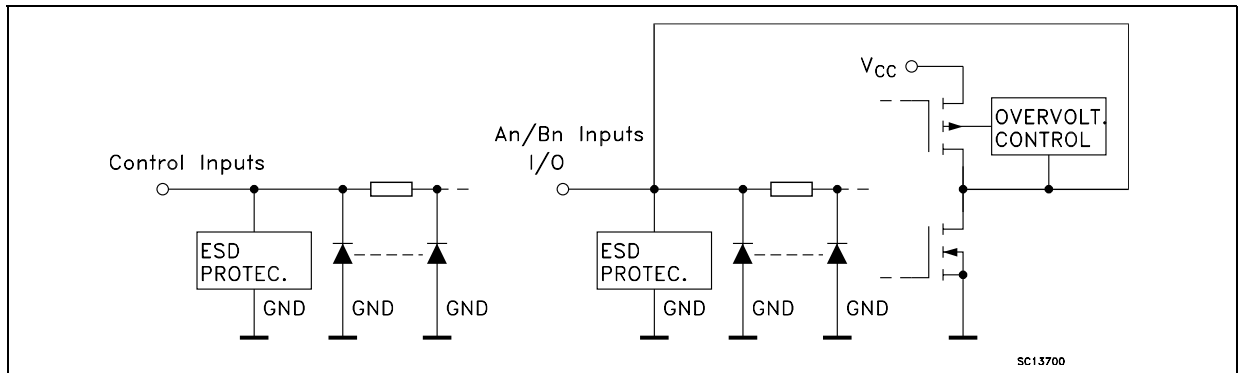 Control Inputs
ESD
PROTEC.
GND
GND
GND
An/Bn Inputs
I/O
ESD
PROTEC.
GND
GND
GND
VCC
OVERVOLT.
CONTROL
SC13700